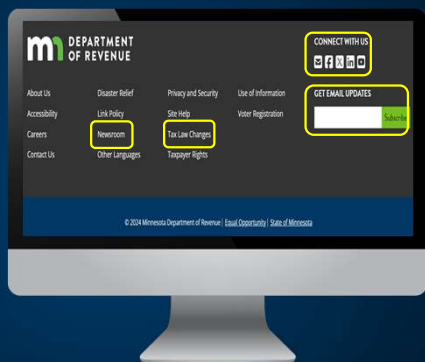 DEPARTMENT
OF REVENUE
CONNECT WITH US
About Us
Disaster Relief
Privacy and Security
Use of Information
GET EMAIL UPDATES
Accessibility
Link Policy
Site Help
Voter Registration
Subscribe
Careers
Newsroom
Tax Law Changes
Contact Us
Other Languages
Taxpayer Rights
© 2024 Minnesota Department of Revenue | Equal Opportunity | State of Minnesota